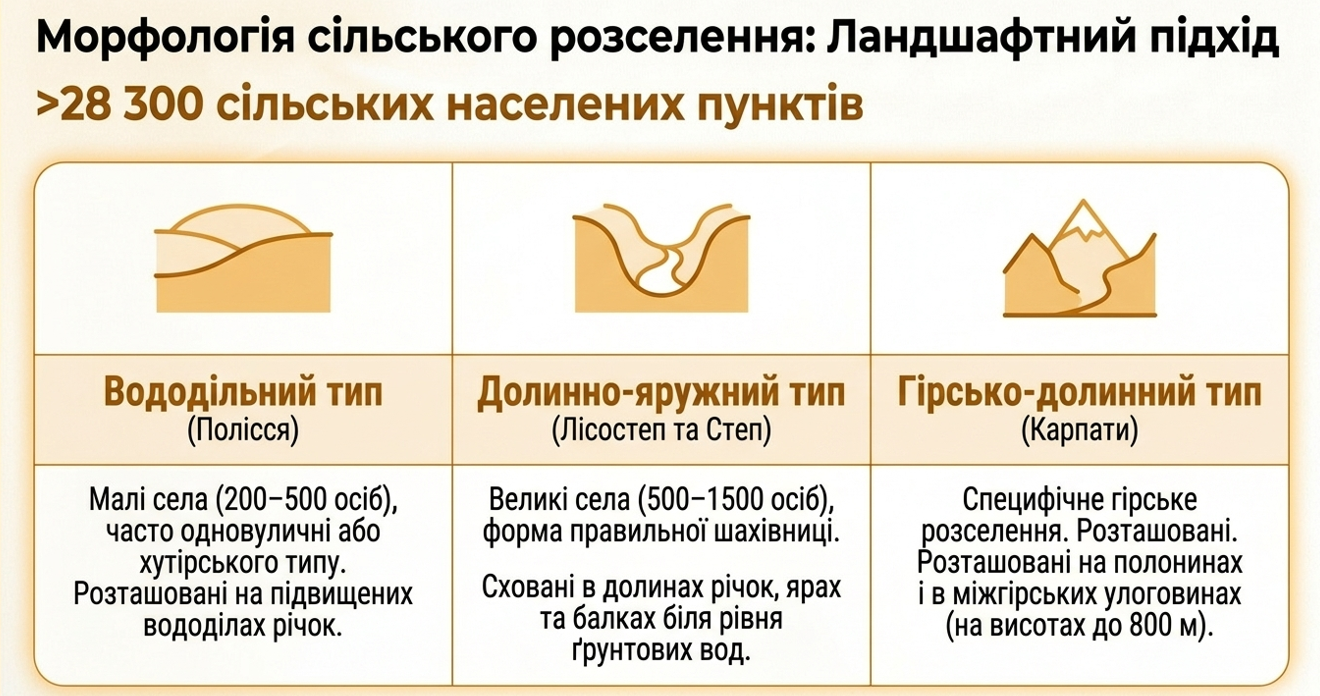 Морфологія сільського розселення: Ландшафтний підхід
>28 300 сільських населених пунктів
Вододільний тип
(Полісся)
Малі села (200–500 осіб),
часто одновуличні або
хутірського типу.
Розташовані на підвищених
вододілах річок.
Долинно-яружний тип
(Лісостеп та Степ)
Великі села (500–1500 осіб),
форма правильної шахівниці.
Сховані в долинах річок, ярах
та балках біля рівня
ґрунтових вод.
Гірсько-долинний тип
(Карпати)
Специфічне гірське
розселення. Розташовані.
Розташовані на полонинах
і в міжгірських улоговинах
(на висотах до 800 м).